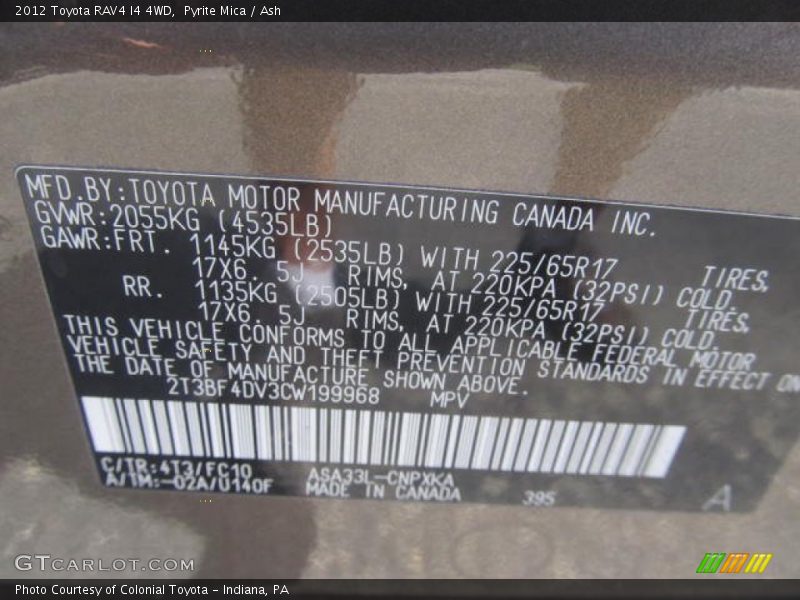 2012 Toyota RAV4 I4 4WD, Pyrite Mica / Ash
MFD.BY:TOYOTA MOTOR MANUFACTURING CANADA INC.
GVWR:2055KG (4535LB)
GAWR:FRT. 1145KG (2535LB) WITH 225/65R17 TIRES,
17X6. 5J RIMS, AT 220KPA (32PSI) COLD.
RR. 1135KG (2505LB) WITH 225/65R17 TIRES,
17X6. 5J RIMS, AT 220KPA (32PSI) COLD.
THIS VEHICLE CONFORMS TO ALL APPLICABLE FEDERAL MOTOR
VEHICLE SAFETY AND THEFT PREVENTION STANDARDS IN EFFECT ON
THE DATE OF MANUFACTURE SHOWN ABOVE.
2T3BF4DV3CW199968 MPV
C/TR:4T3/FC10 ASA33L-CNPXKA
A/TM:-02A/U140F MADE IN CANADA 395 A
GTCARLOT.COM
Photo Courtesy of Colonial Toyota - Indiana, PA